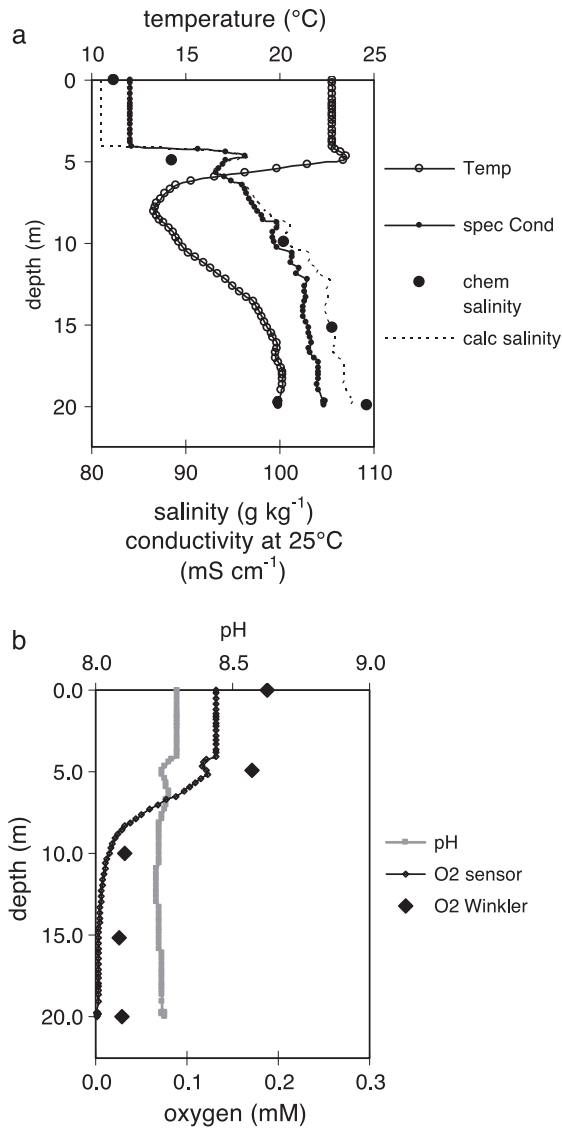 a
temperature (°C)
10 15 20 25
0
5
10
15
20
depth (m)
80 90 100 110
salinity (g kg⁻¹)
conductivity at 25°C
(mS cm⁻¹)
Temp
spec Cond
chem
salinity
calc salinity
b
pH
8.0 8.5 9.0
0.0
5.0
10.0
15.0
20.0
depth (m)
0.0 0.1 0.2 0.3
oxygen (mM)
pH
O2 sensor
O2 Winkler